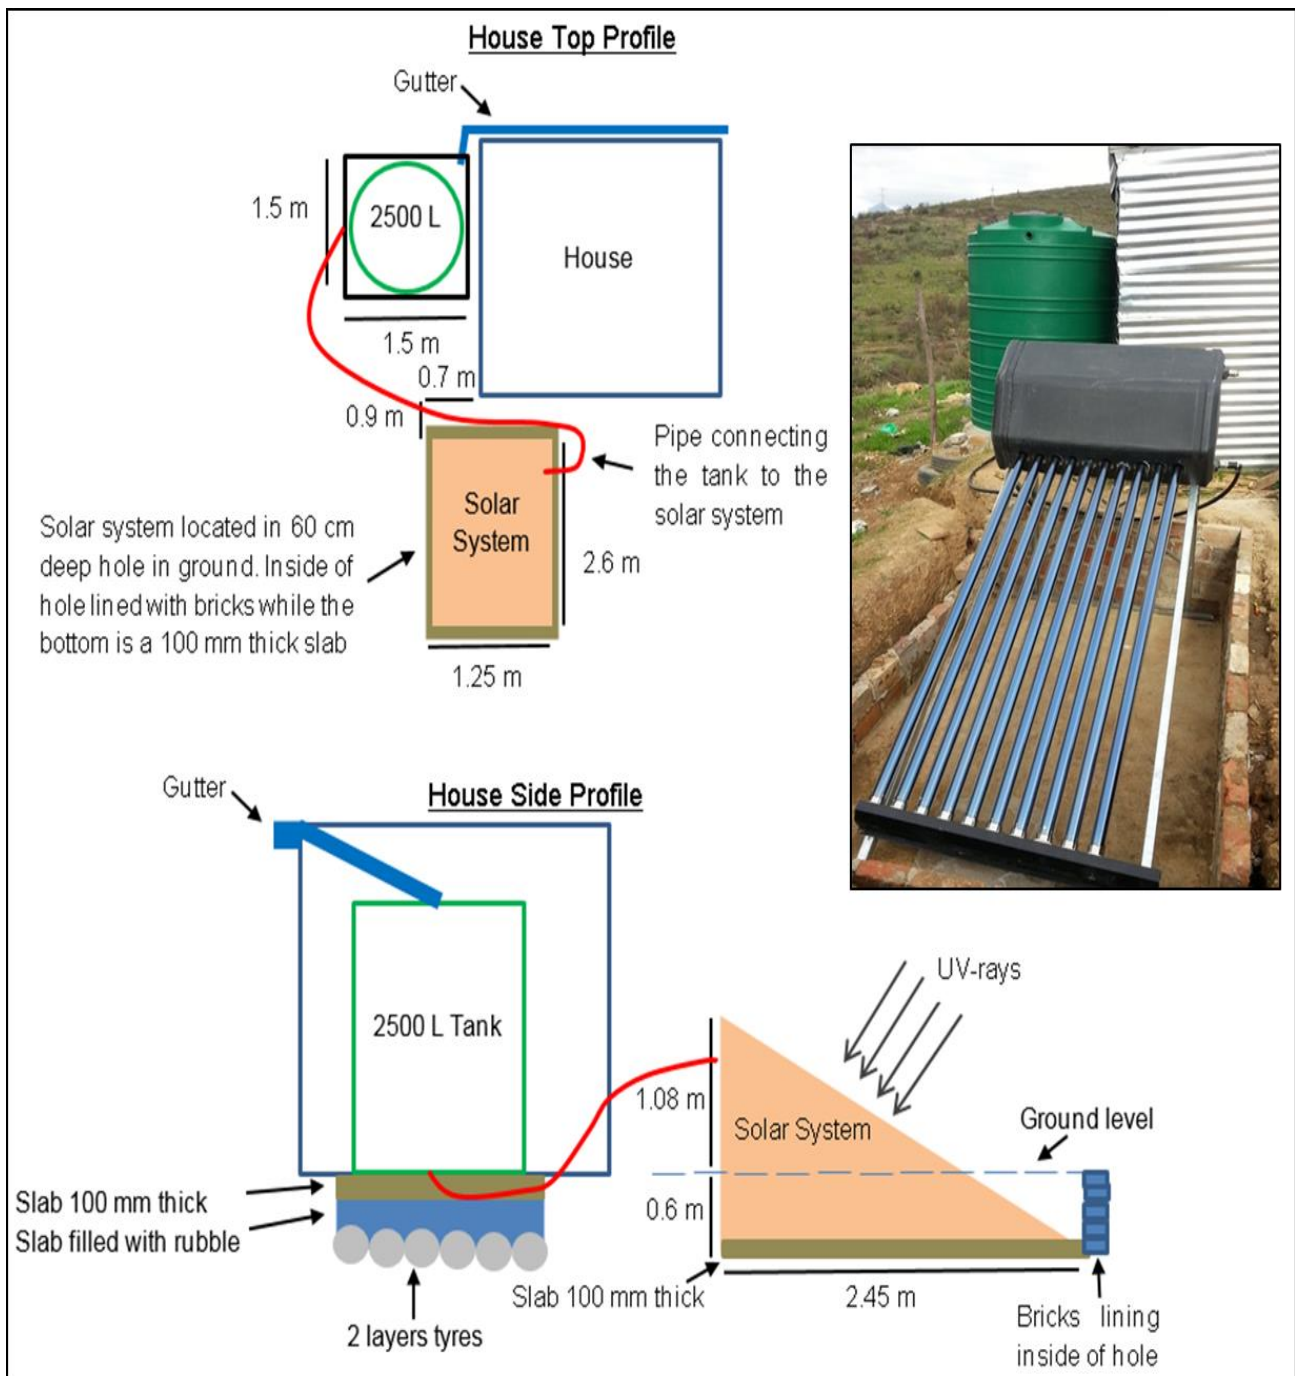 House Top Profile
Gutter
1.5 m
2500 L
House
1.5 m
0.7 m
0.9 m
Pipe connecting
the tank to the
solar system
Solar
System
Solar system located in 60 cm
deep hole in ground. Inside of
hole lined with bricks while the
bottom is a 100 mm thick slab
2.6 m
1.25 m
Gutter
House Side Profile
2500 L Tank
UV-rays
1.08 m
Solar System
Ground level
Slab 100 mm thick
Slab filled with rubble
0.6 m
Slab 100 mm thick
2.45 m
2 layers tyres
Bricks lining
inside of hole